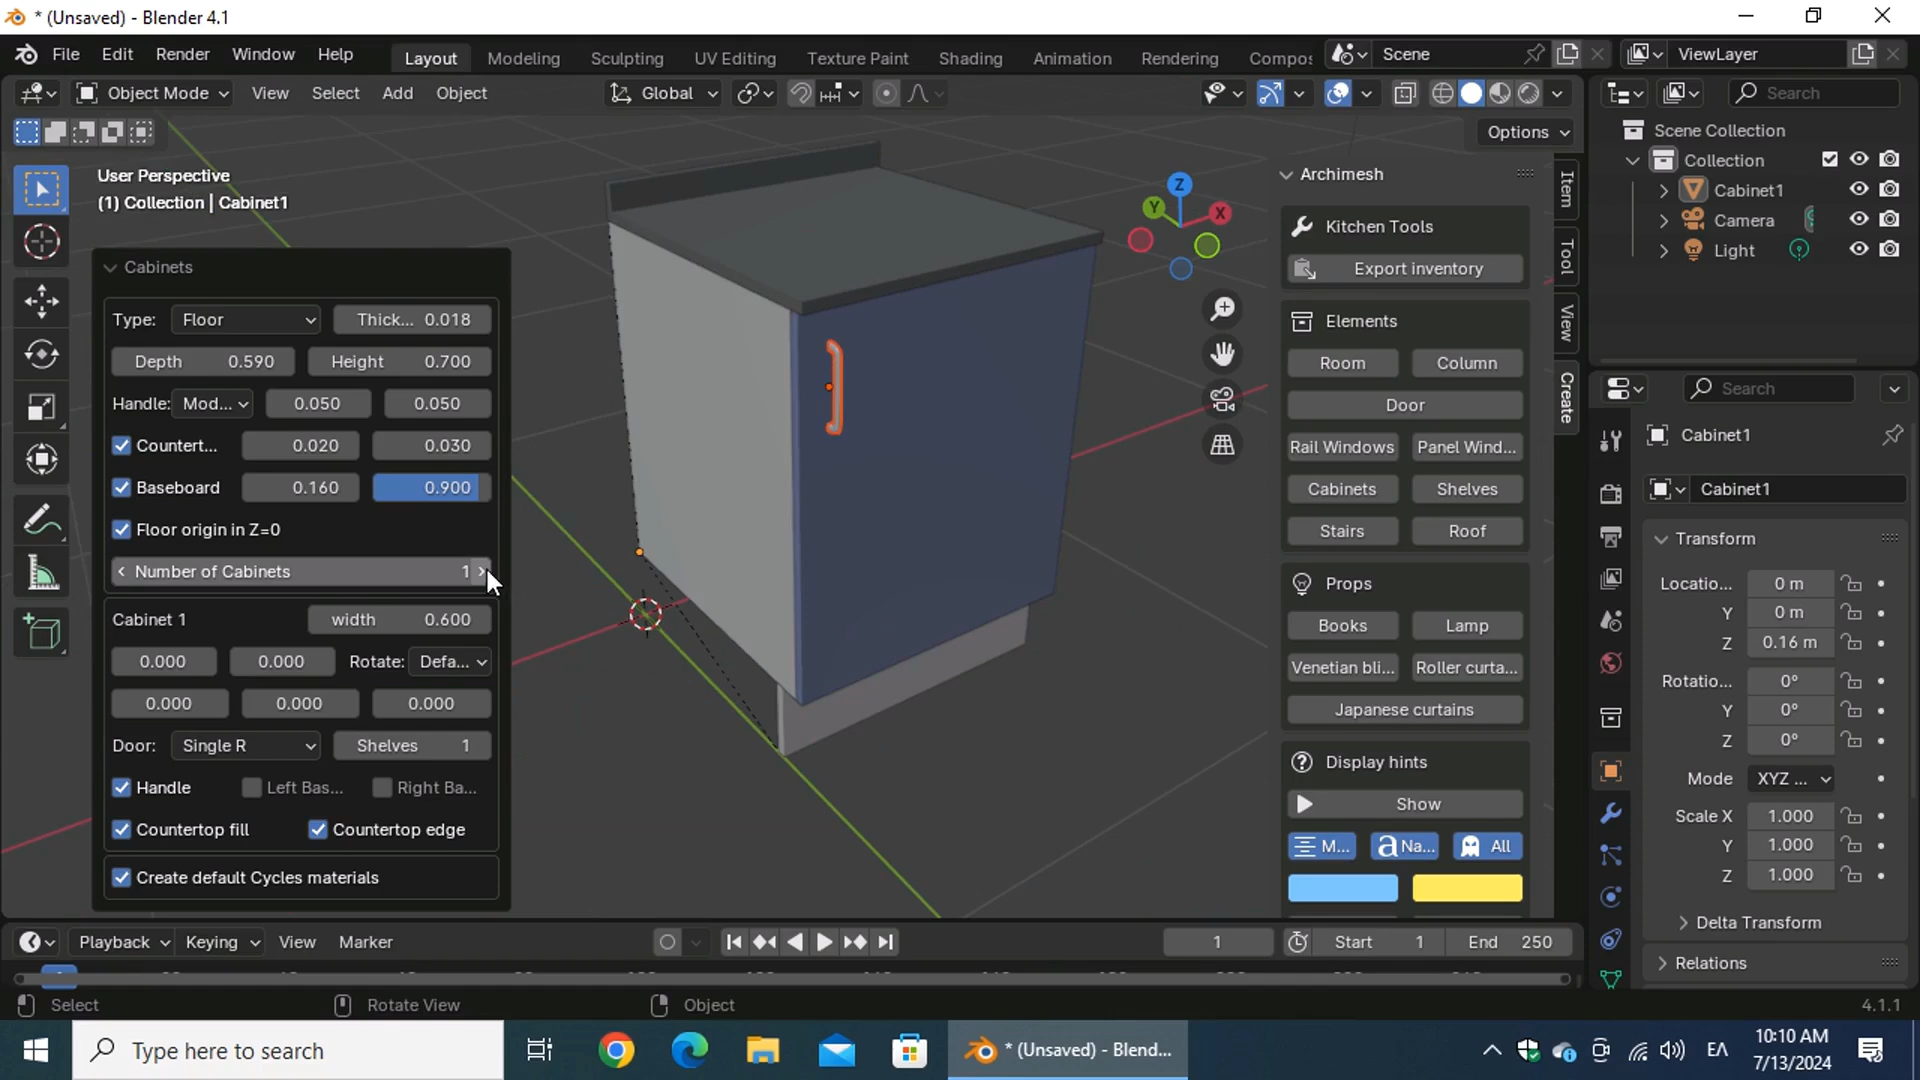 * (Unsaved) - Blender 4.1
File Edit Render Window Help Layout Modeling Sculpting UV Editing Texture Paint Shading Animation Rendering Compos Scene ViewLayer
Object Mode View Select Add Object Global Search
Options
User Perspective
(1) Collection | Cabinet1
Cabinets
Type: Floor Thick... 0.018
Depth 0.590 Height 0.700
Handle: Mod... 0.050 0.050
Countert... 0.020 0.030
Baseboard 0.160 0.900
Floor origin in Z=0
Number of Cabinets 1
Cabinet 1 width 0.600
0.000 0.000 Rotate: Defa...
0.000 0.000 0.000
Door: Single R Shelves 1
Handle Left Bas... Right Ba...
Countertop fill Countertop edge
Create default Cycles materials
Z
Y X
Archimesh
Kitchen Tools
Export inventory
Elements
Room Column
Door
Rail Windows Panel Wind...
Cabinets Shelves
Stairs Roof
Props
Books Lamp
Venetian bli... Roller curta...
Japanese curtains
Display hints
Show
M... a Na... All
Item
Tool
View
Create
Scene Collection
Collection
Cabinet1
Camera
Light
Search
Cabinet1
Cabinet1
Transform
Locatio... 0 m
Y 0 m
Z 0.16 m
Rotatio... 0°
Y 0°
Z 0°
Mode XYZ ...
Scale X 1.000
Y 1.000
Z 1.000
Delta Transform
Relations
Playback Keying View Marker 1 Start 1 End 250
Select Rotate View Object 4.1.1
Type here to search * (Unsaved) - Blend... ΕΛ 10:10 AM
7/13/2024